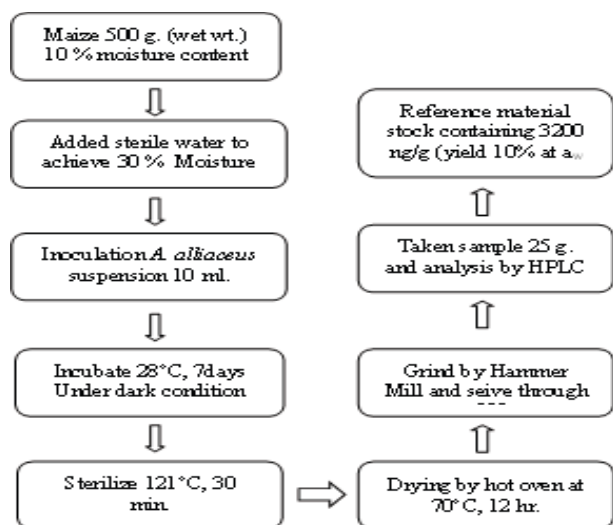 Maize 500 g. (wet wt.)
10 % moisture content
Added sterile water to
achieve 30 % Moisture
Inoculation A. alliaceus
suspension 10 ml.
Incubate 28°C, 7days
Under dark condition
Sterilize 121°C, 30
min.
Drying by hot oven at
70°C, 12 hr.
Grind by Hammer
Mill and seive through
Taken sample 25 g.
and analysis by HPLC
Reference material
stock containing 3200
ng/g (yield 10% at aw